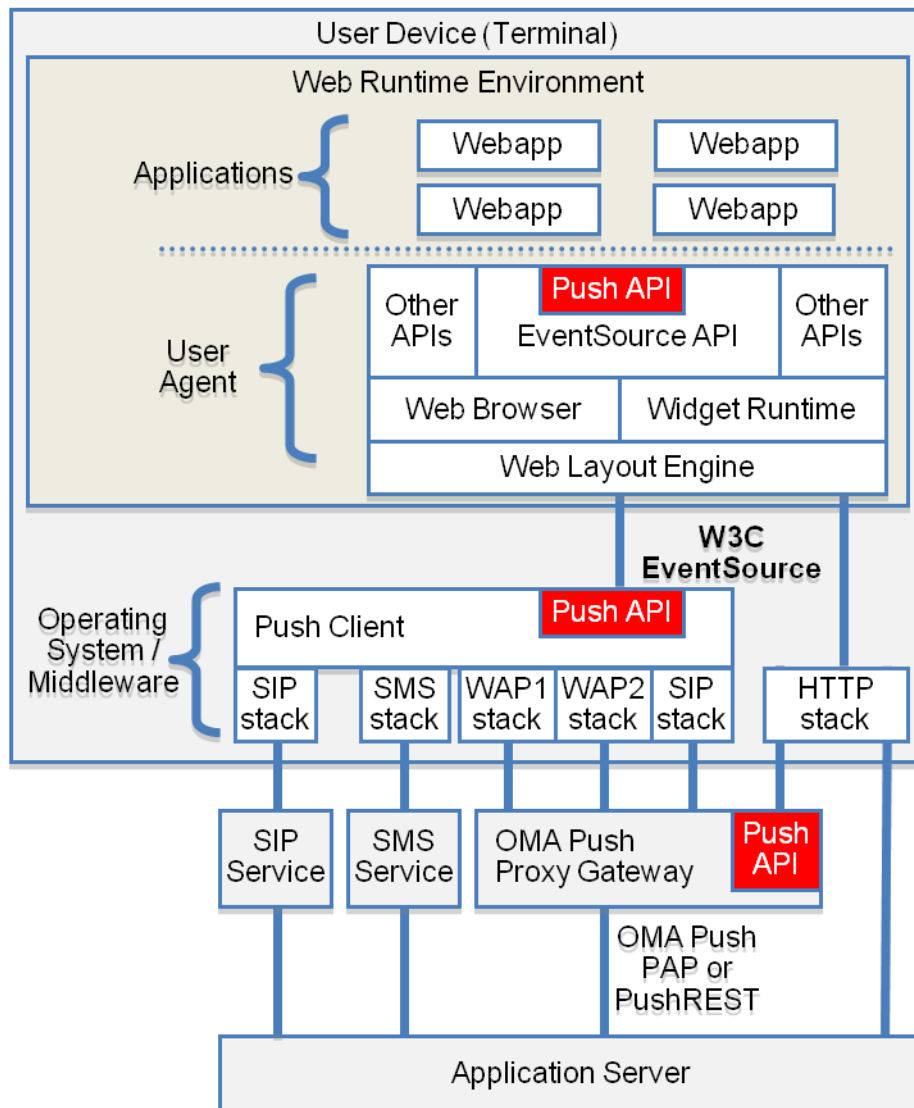 User Device (Terminal)
Web Runtime Environment
Applications
Webapp
Webapp
Webapp
Webapp
User
Agent
Other
APIs
Push API
EventSource API
Other
APIs
Web Browser
Widget Runtime
Web Layout Engine
W3C
EventSource
Operating
System /
Middleware
Push Client
Push API
SIP
stack
SMS
stack
WAP1
stack
WAP2
stack
SIP
stack
HTTP
stack
SIP
Service
SMS
Service
OMA Push
Proxy Gateway
Push
API
OMA Push
PAP or
PushREST
Application Server